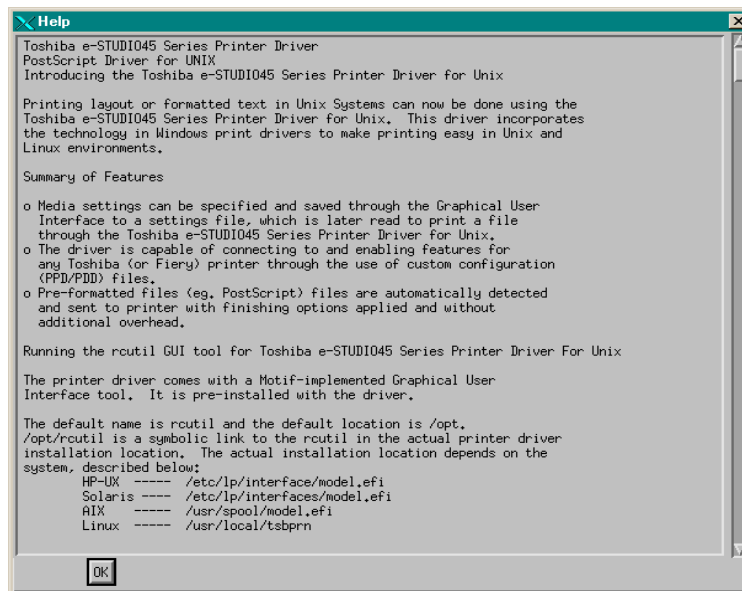 Help
Toshiba e-STUDIO45 Series Printer Driver
PostScript Driver for UNIX
Introducing the Toshiba e-STUDIO45 Series Printer Driver for Unix
Printing layout or formatted text in Unix Systems can now be done using the
Toshiba e-STUDIO45 Series Printer Driver for Unix.  This driver incorporates
the technology in Windows print drivers to make printing easy in Unix and
Linux environments.
Summary of Features
o Media settings can be specified and saved through the Graphical User
Interface to a settings file, which is later read to print a file
through the Toshiba e-STUDIO45 Series Printer Driver for Unix.
o The driver is capable of connecting to and enabling features for
any Toshiba (or Fiery) printer through the use of custom configuration
(PPD/PDD) files.
o Pre-formatted files (eg. PostScript) files are automatically detected
and sent to printer with finishing options applied and without
additional overhead.
Running the rcutil GUI tool for Toshiba e-STUDIO45 Series Printer Driver For Unix
The printer driver comes with a Motif-implemented Graphical User
Interface tool.  It is pre-installed with the driver.
The default name is rcutil and the default location is /opt.
/opt/rcutil is a symbolic link to the rcutil in the actual printer driver
installation location.  The actual installation location depends on the
system, described below:
HP-UX  -----  /etc/lp/interface/model.efi
Solaris ----  /etc/lp/interfaces/model.efi
AIX    -----  /usr/spool/model.efi
Linux  -----  /usr/local/tsbprn
OK